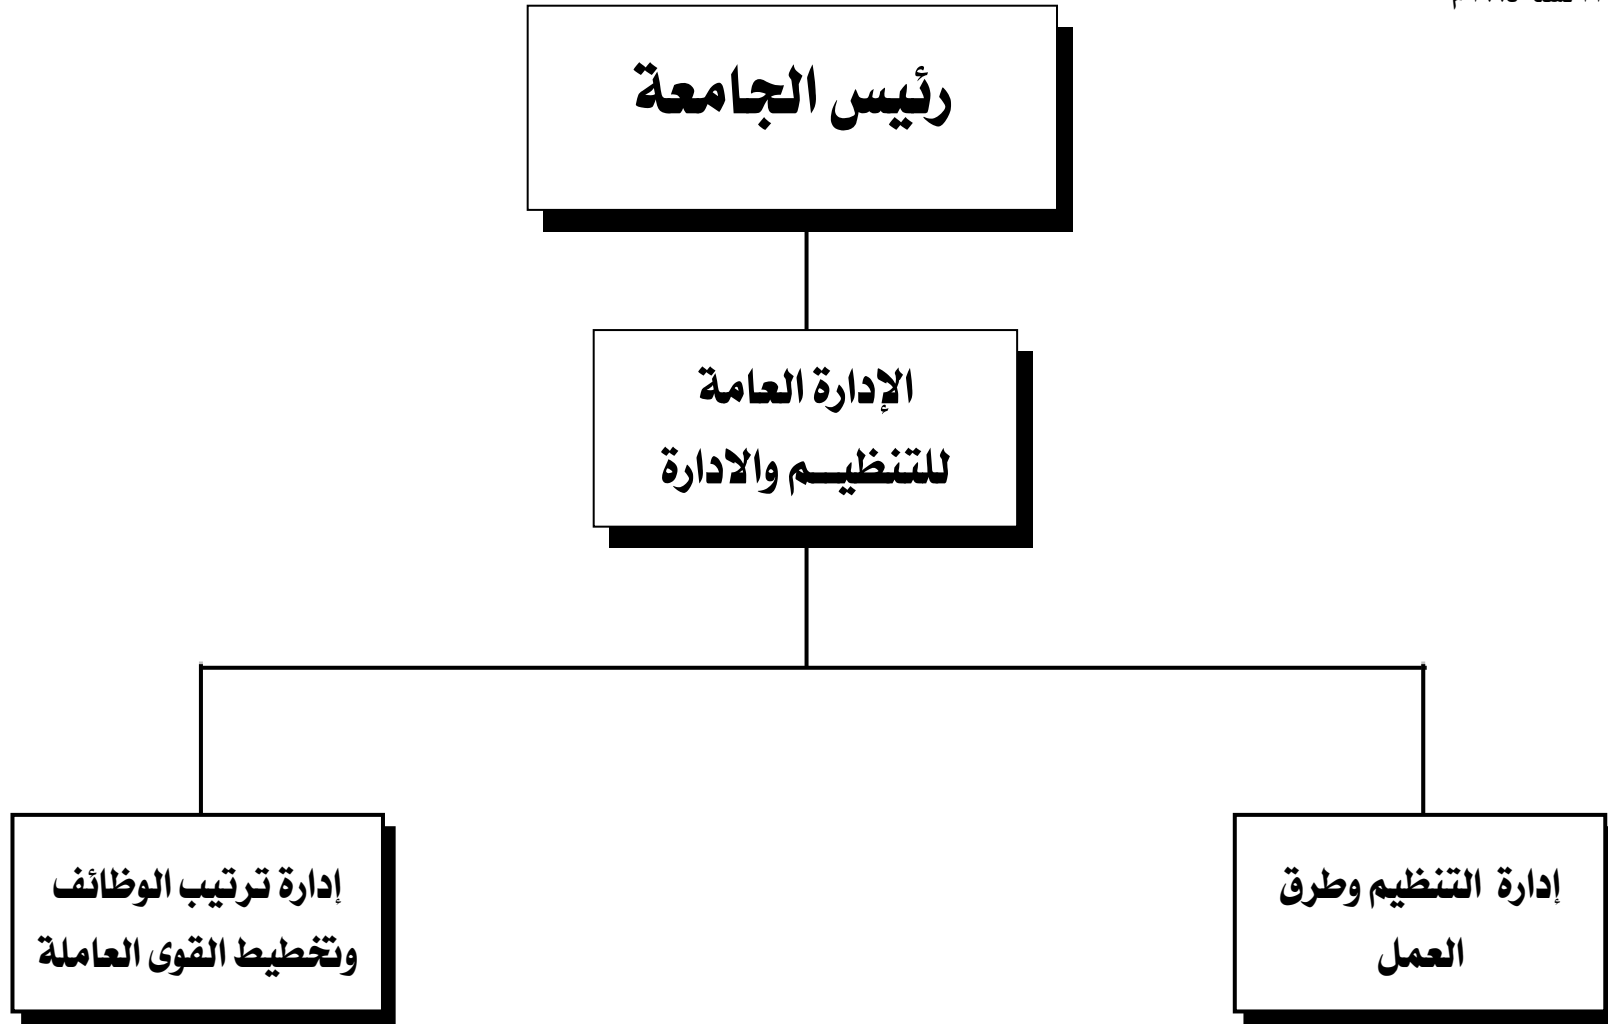 رئيس الجامعة
الإدارة العامة
للتنظيـــم والادارة
إدارة التنظيم وطرق
العمل
إدارة ترتيب الوظائف
وتخطيط القوى العاملة